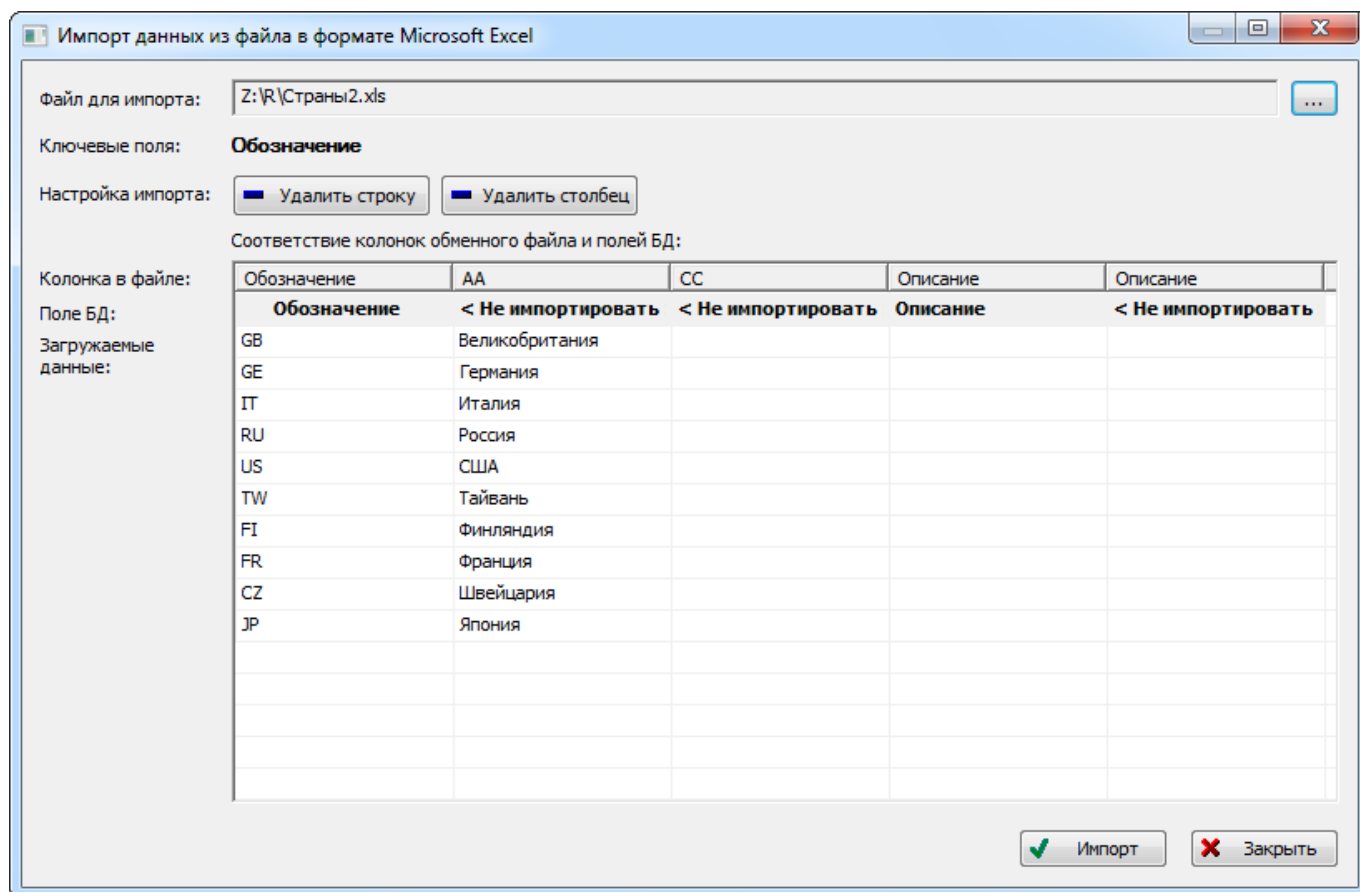 Импорт данных из файла в формате Microsoft Excel
Файл для импорта: Z:\R\Страны2.xls ...
Ключевые поля: Обозначение
Настройка импорта: Удалить строку Удалить столбец
Соответствие колонок обменного файла и полей БД:
Колонка в файле: Обозначение AA CC Описание Описание
Поле БД: Обозначение < Не импортировать < Не импортировать Описание < Не импортировать
Загружаемые
данные:
GB Великобритания
GE Германия
IT Италия
RU Россия
US США
TW Тайвань
FI Финляндия
FR Франция
CZ Швейцария
JP Япония
Импорт Закрыть